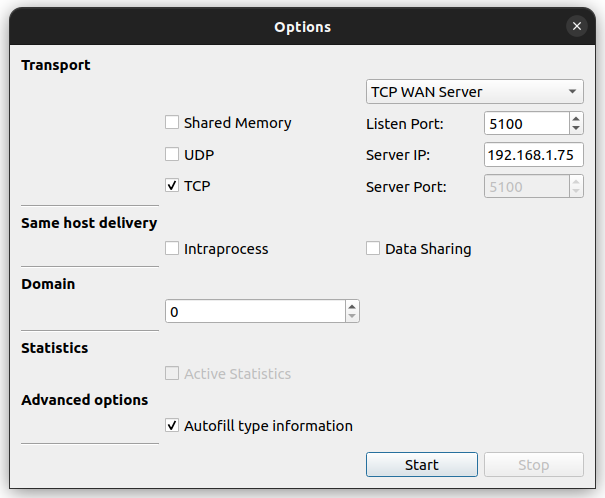 Options
Transport
TCP WAN Server
Shared Memory
Listen Port:
5100
UDP
Server IP:
192.168.1.75
TCP
Server Port:
5100
Same host delivery
Intraprocess
Data Sharing
Domain
0
Statistics
Active Statistics
Advanced options
Autofill type information
Start
Stop